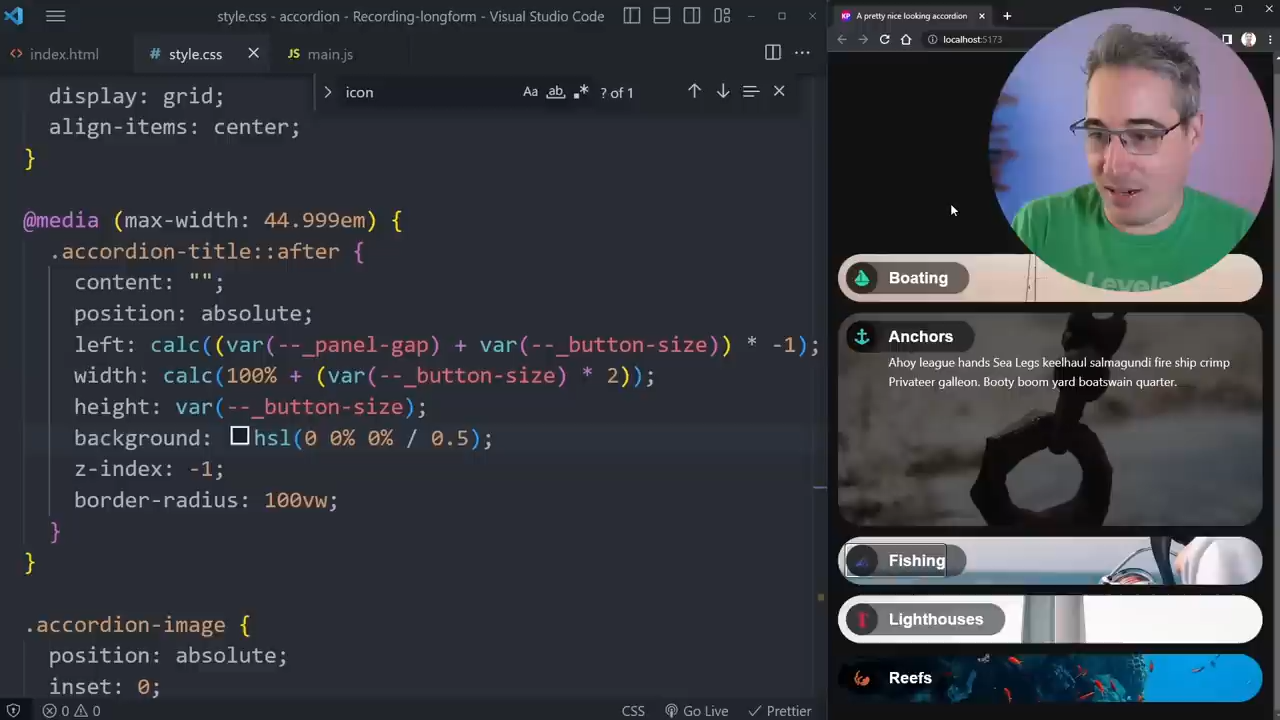 style.css - accordion - Recording-longform - Visual Studio Code
index.html
# style.css
JS main.js
icon
Aa ab ? of 1
display: grid;
align-items: center;
}
@media (max-width: 44.999em) {
.accordion-title::after {
content: "";
position: absolute;
left: calc((var(--_panel-gap) + var(--_button-size)) * -1);
width: calc(100% + (var(--_button-size) * 2));
height: var(--_button-size);
background: hsl(0 0% 0% / 0.5);
z-index: -1;
border-radius: 100vw;
}
}
.accordion-image {
position: absolute;
inset: 0;
0 0
CSS
Go Live
Prettier
KP A pretty nice looking accordion
localhost:5173
Levels
Boating
Anchors
Ahoy league hands Sea Legs keelhaul salmagundi fire ship crimp
Privateer galleon. Booty boom yard boatswain quarter.
Fishing
Lighthouses
Reefs